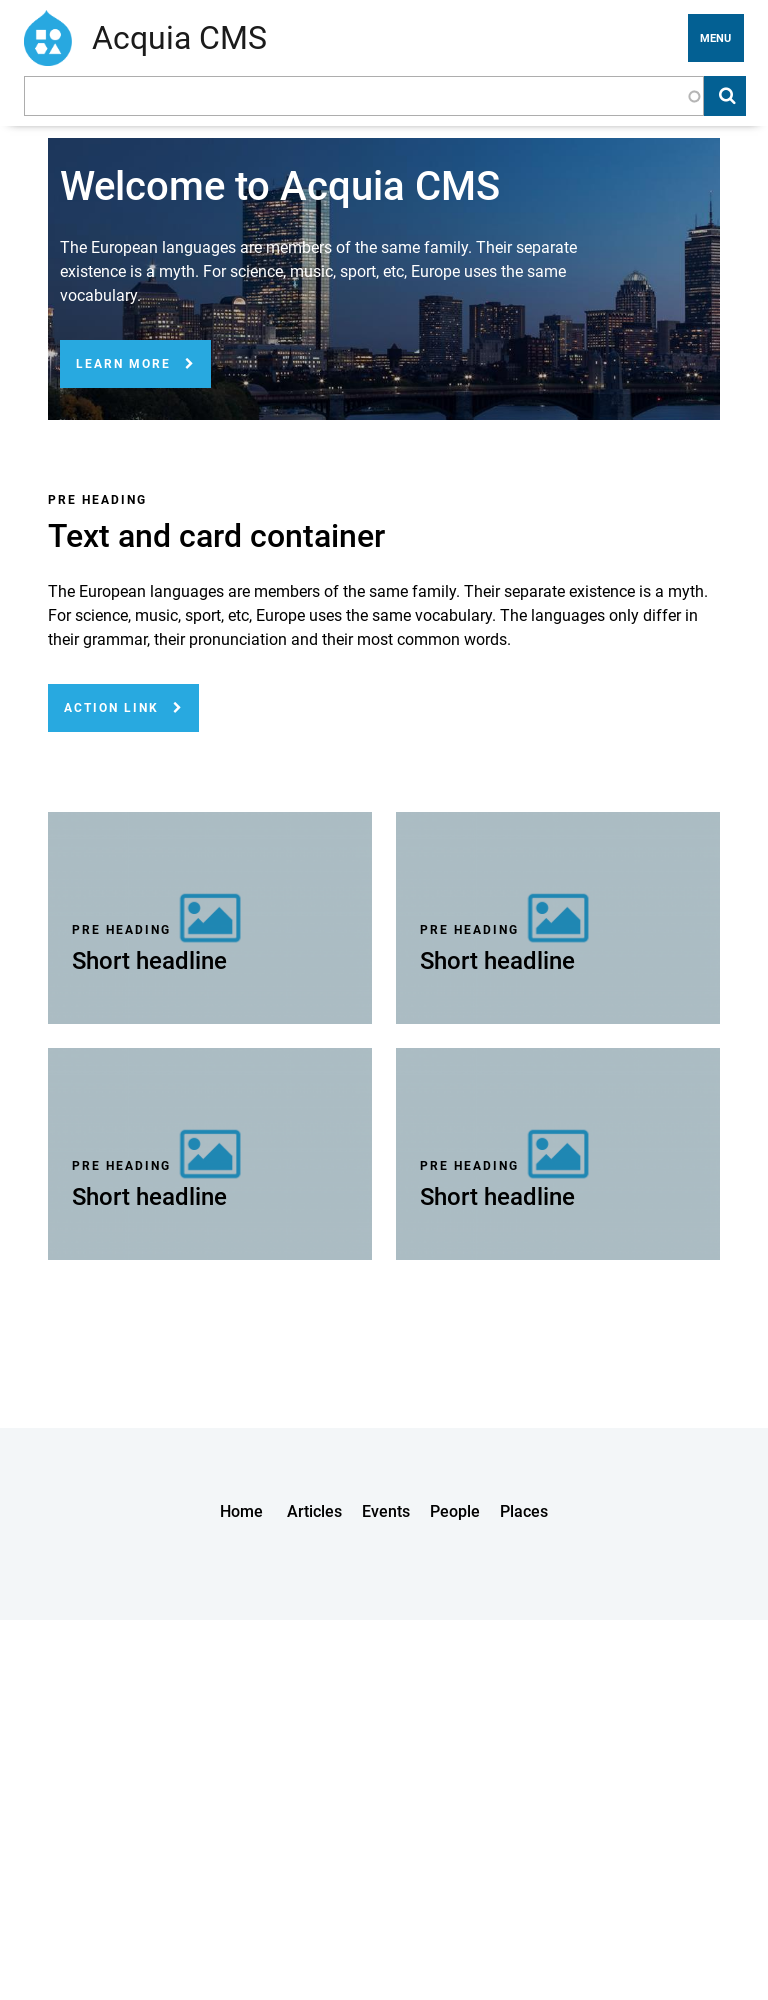 Acquia CMS
MENU
Welcome to Acquia CMS
The European languages are members of the same family. Their separate
existence is a myth. For science, music, sport, etc, Europe uses the same
vocabulary.
LEARN MORE
PRE HEADING
Text and card container
The European languages are members of the same family. Their separate existence is a myth.
For science, music, sport, etc, Europe uses the same vocabulary. The languages only differ in
their grammar, their pronunciation and their most common words.
ACTION LINK
PRE HEADING
Short headline
PRE HEADING
Short headline
PRE HEADING
Short headline
PRE HEADING
Short headline
Home Articles Events People Places